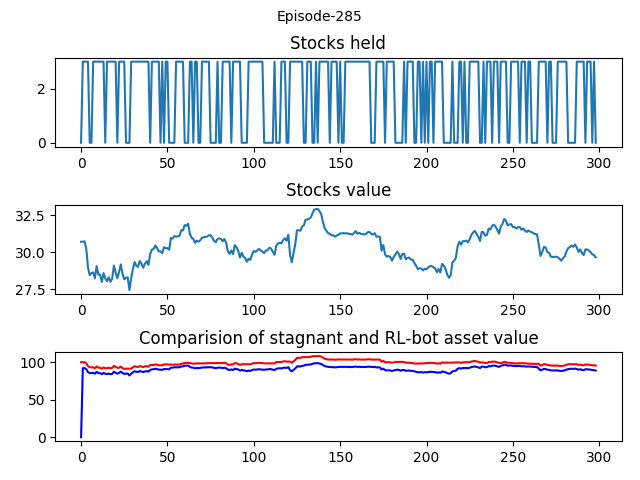 Episode-285
Stocks held
2
0
0 50 100 150 200 250 300
Stocks value
32.5
30.0
27.5
0 50 100 150 200 250 300
Comparision of stagnant and RL-bot asset value
100
50
0
0 50 100 150 200 250 300